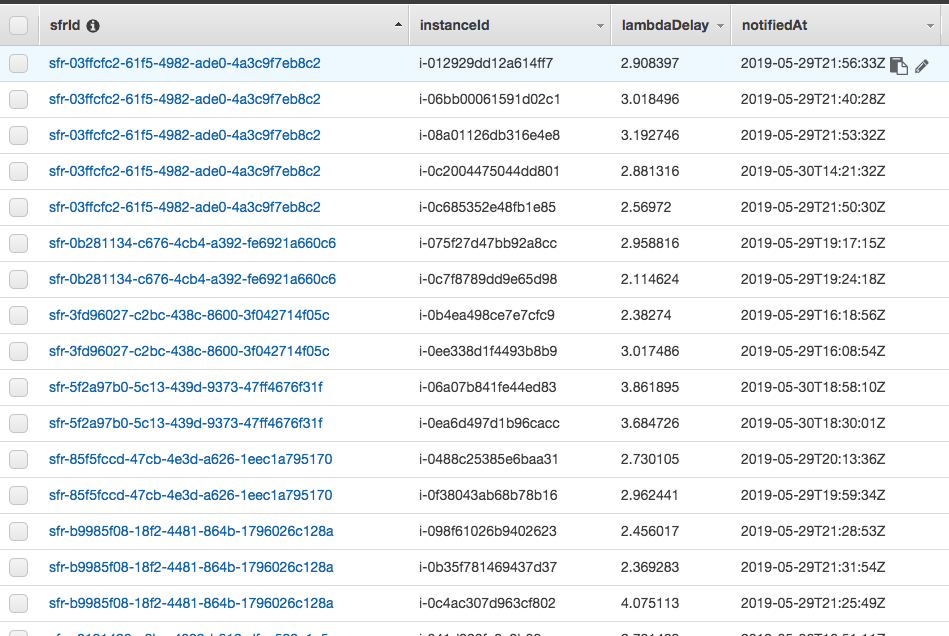 sfrId instanceId lambdaDelay notifiedAt
sfr-03ffcfc2-61f5-4982-ade0-4a3c9f7eb8c2 i-012929dd12a614ff7 2.908397 2019-05-29T21:56:33Z
sfr-03ffcfc2-61f5-4982-ade0-4a3c9f7eb8c2 i-06bb00061591d02c1 3.018496 2019-05-29T21:40:28Z
sfr-03ffcfc2-61f5-4982-ade0-4a3c9f7eb8c2 i-08a01126db316e4e8 3.192746 2019-05-29T21:53:32Z
sfr-03ffcfc2-61f5-4982-ade0-4a3c9f7eb8c2 i-0c2004475044dd801 2.881316 2019-05-30T14:21:32Z
sfr-03ffcfc2-61f5-4982-ade0-4a3c9f7eb8c2 i-0c685352e48fb1e85 2.56972 2019-05-29T21:50:30Z
sfr-0b281134-c676-4cb4-a392-fe6921a660c6 i-075f27d47bb92a8cc 2.958816 2019-05-29T19:17:15Z
sfr-0b281134-c676-4cb4-a392-fe6921a660c6 i-0c7f8789dd9e65d98 2.114624 2019-05-29T19:24:18Z
sfr-3fd96027-c2bc-438c-8600-3f042714f05c i-0b4ea498ce7e7cfc9 2.38274 2019-05-29T16:18:56Z
sfr-3fd96027-c2bc-438c-8600-3f042714f05c i-0ee338d1f4493b8b9 3.017486 2019-05-29T16:08:54Z
sfr-5f2a97b0-5c13-439d-9373-47ff4676f31f i-06a07b841fe44ed83 3.861895 2019-05-30T18:58:10Z
sfr-5f2a97b0-5c13-439d-9373-47ff4676f31f i-0ea6d497d1b96cacc 3.684726 2019-05-30T18:30:01Z
sfr-85f5fccd-47cb-4e3d-a626-1eec1a795170 i-0488c25385e6baa31 2.730105 2019-05-29T20:13:36Z
sfr-85f5fccd-47cb-4e3d-a626-1eec1a795170 i-0f38043ab68b78b16 2.962441 2019-05-29T19:59:34Z
sfr-b9985f08-18f2-4481-864b-1796026c128a i-098f61026b9402623 2.456017 2019-05-29T21:28:53Z
sfr-b9985f08-18f2-4481-864b-1796026c128a i-0b35f781469437d37 2.369283 2019-05-29T21:31:54Z
sfr-b9985f08-18f2-4481-864b-1796026c128a i-0c4ac307d963cf802 4.075113 2019-05-29T21:25:49Z